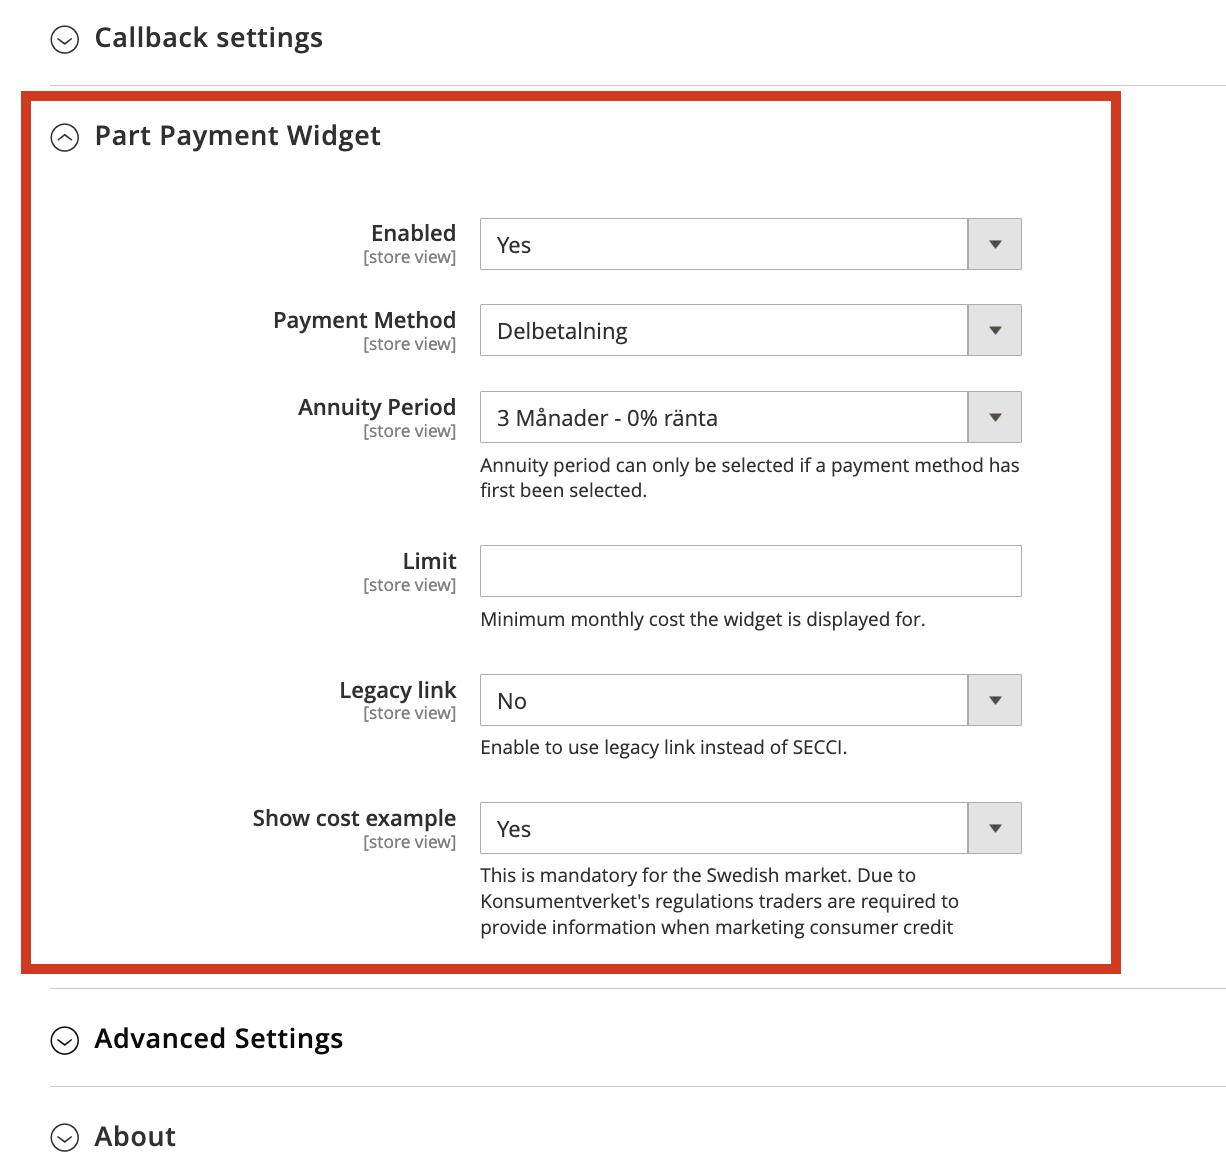 Callback settings
Part Payment Widget
Enabled
[store view]
Yes
Payment Method
[store view]
Delbetalning
Annuity Period
[store view]
3 Månader - 0% ränta
Annuity period can only be selected if a payment method has
first been selected.
Limit
[store view]
Minimum monthly cost the widget is displayed for.
Legacy link
[store view]
No
Enable to use legacy link instead of SECCI.
Show cost example
[store view]
Yes
This is mandatory for the Swedish market. Due to
Konsumentverket's regulations traders are required to
provide information when marketing consumer credit
Advanced Settings
About